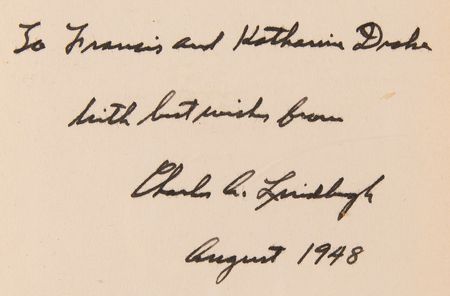 To Francis and Katharine Drake
with best wishes from
Charles A. Lindbergh
August 1948